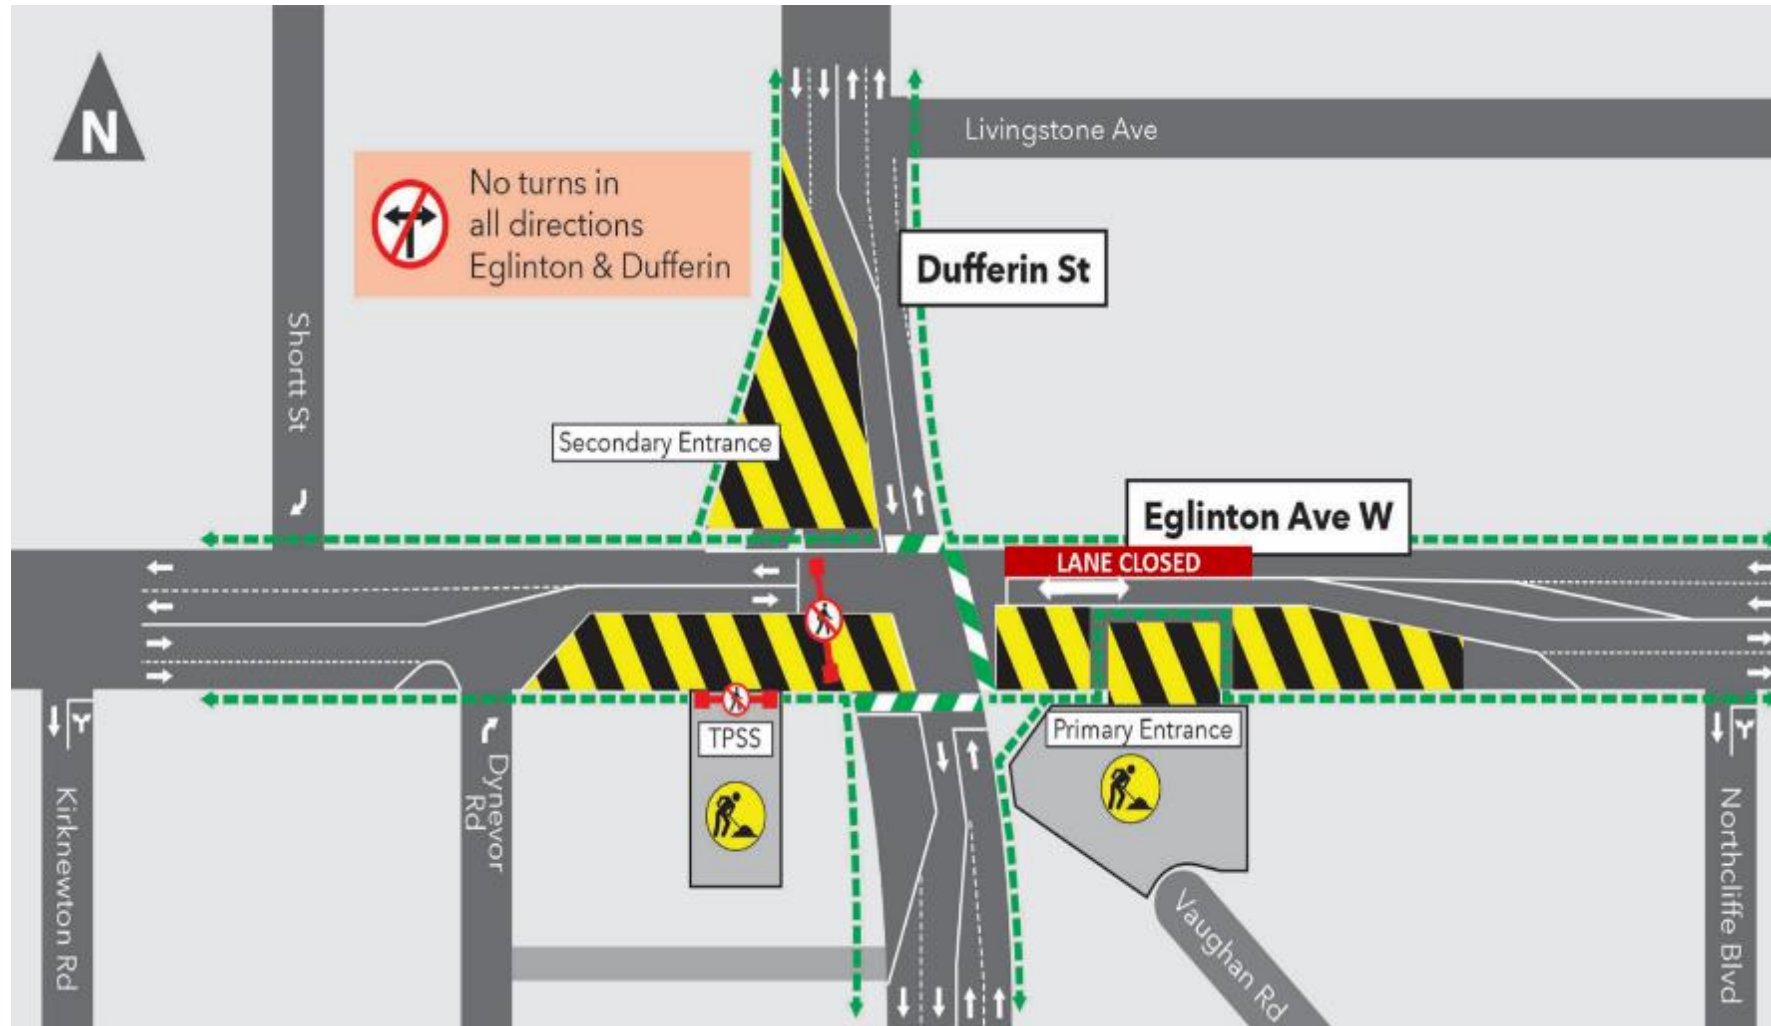 N
Livingstone Ave
No turns in
all directions
Eglinton & Dufferin
Dufferin St
Shortt St
Secondary Entrance
Eglinton Ave W
LANE CLOSED
TPSS
Primary Entrance
Kirknewton Rd
Dynevor
Rd
Vaughan Rd
Northcliffe Blvd